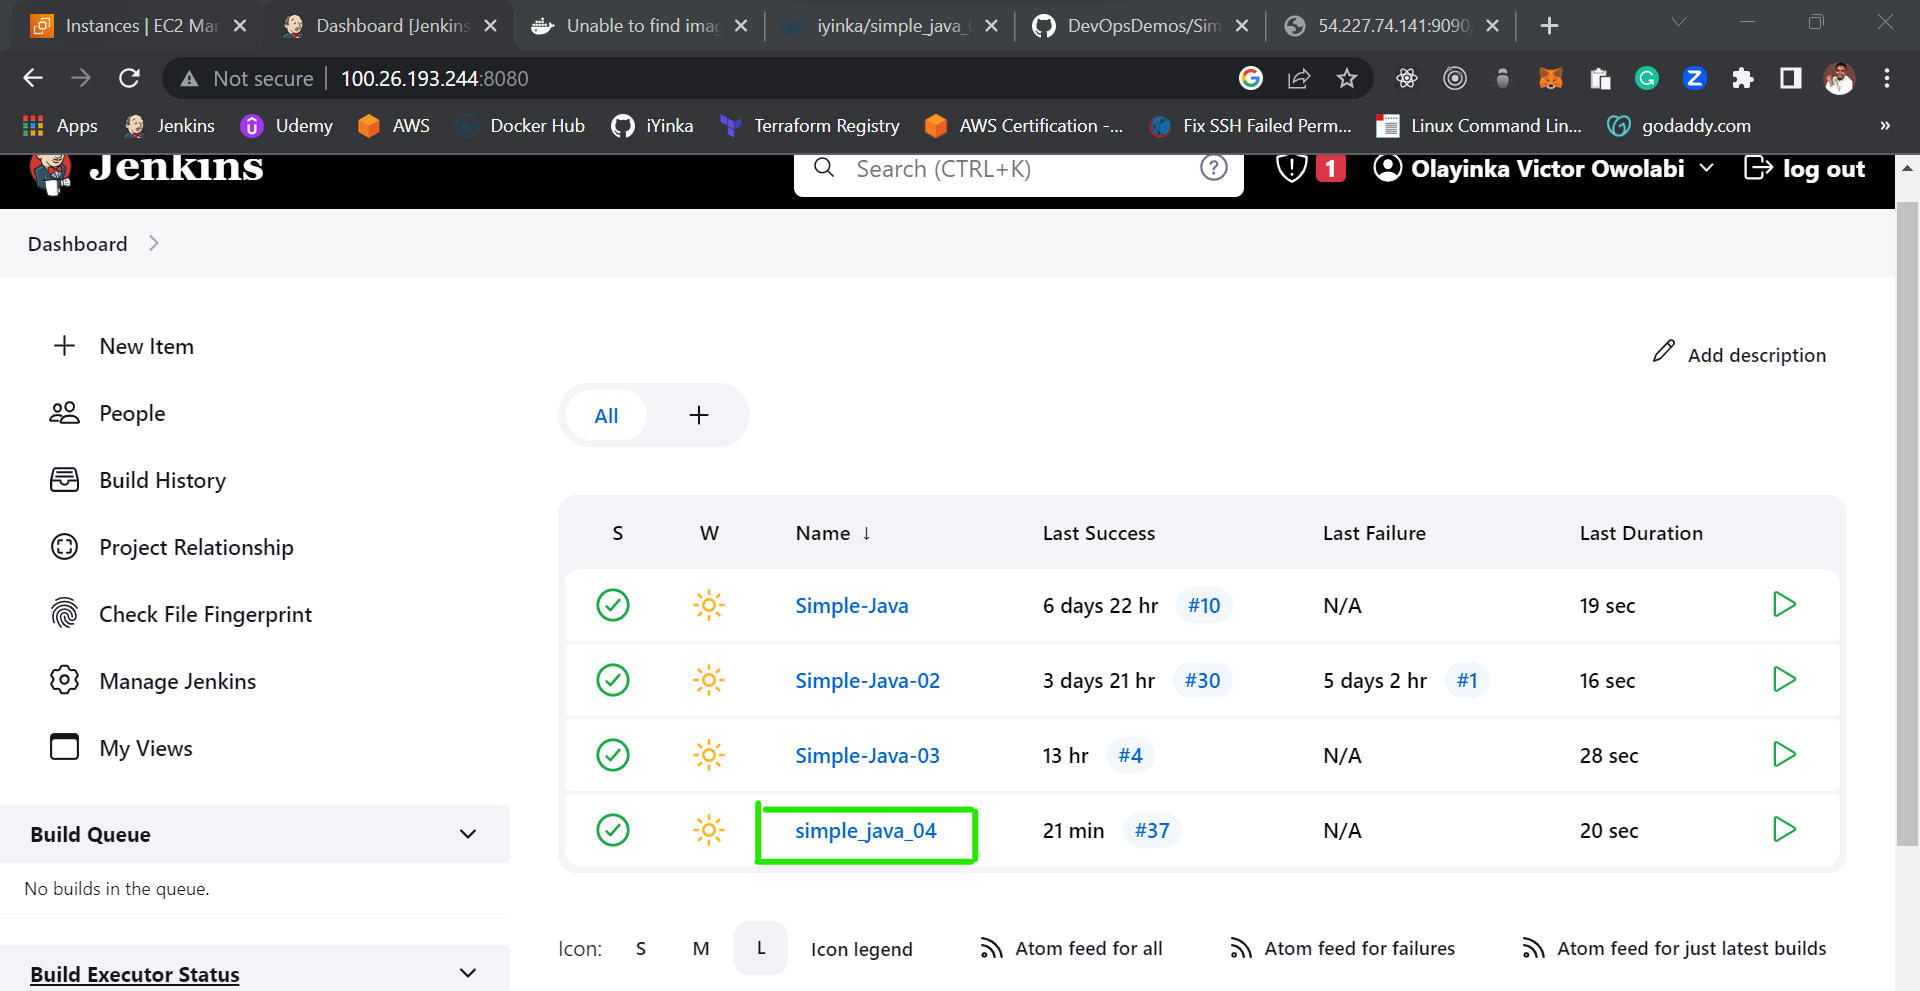 Instances | EC2 Mar
Dashboard [Jenkins
Unable to find imag
iyinka/simple_java_
DevOpsDemos/Sim
54.227.74.141:9090
Not secure
100.26.193.244:8080
Apps
Jenkins
Udemy
AWS
Docker Hub
iYinka
Terraform Registry
AWS Certification -...
Fix SSH Failed Perm...
Linux Command Lin...
godaddy.com
»
Jenkins
Search (CTRL+K)
1
Olayinka Victor Owolabi
log out
Dashboard
New Item
People
Build History
Project Relationship
Check File Fingerprint
Manage Jenkins
My Views
Build Queue
No builds in the queue.
Build Executor Status
Add description
All +
S W Name ↓ Last Success Last Failure Last Duration
Simple-Java 6 days 22 hr #10 N/A 19 sec
Simple-Java-02 3 days 21 hr #30 5 days 2 hr #1 16 sec
Simple-Java-03 13 hr #4 N/A 28 sec
simple_java_04 21 min #37 N/A 20 sec
Icon: S M L Icon legend Atom feed for all Atom feed for failures Atom feed for just latest builds